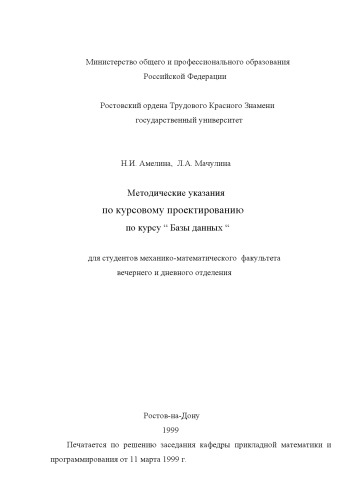 Министерство общего и профессионального образования
Российской Федерации
Ростовский ордена Трудового Красного Знамени
государственный университет
Н.И. Амелина, Л.А. Мачулина
Методические указания
по курсовому проектированию
по курсу “ Базы данных “
для студентов механико-математического факультета
вечернего и дневного отделения
Ростов-на-Дону
1999
Печатается по решению заседания кафедры прикладной математики и
программирования от 11 марта 1999 г.